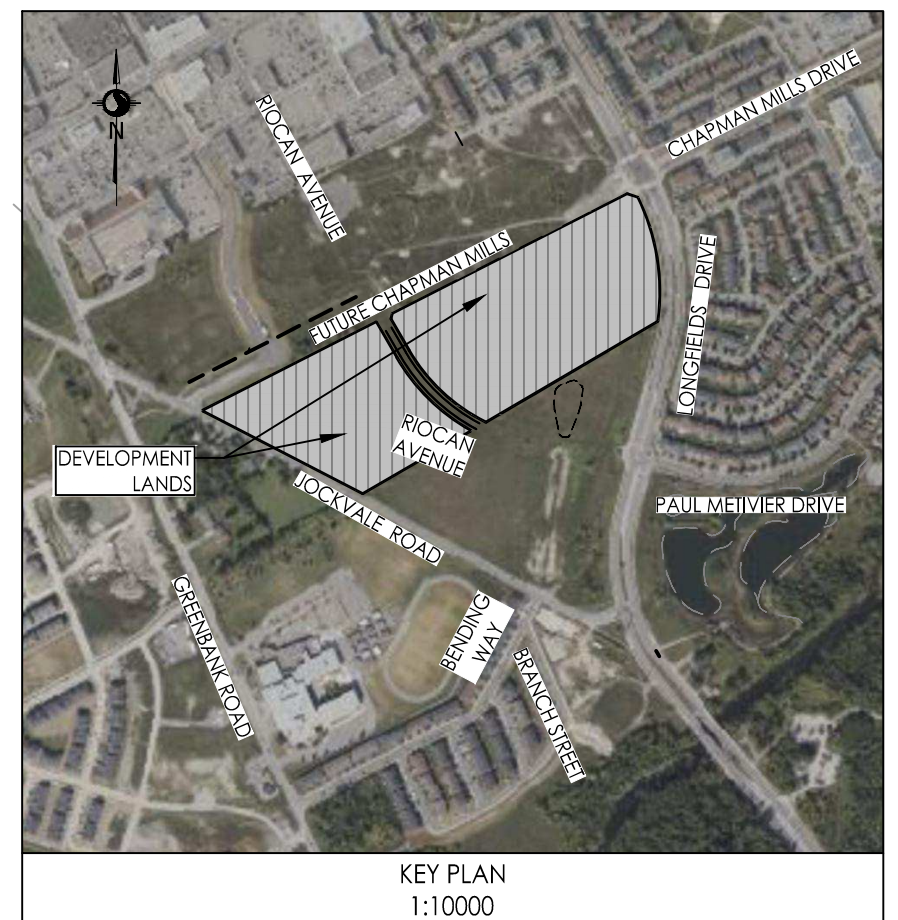 CHAPMAN MILLS DRIVE
RIOCAN AVENUE
N
FUTURE CHAPMAN MILLS
LONGFIELDS DRIVE
RIOCAN
AVENUE
DEVELOPMENT
LANDS
JOCKVALE ROAD
PAUL METIVIER DRIVE
GREENBANK ROAD
BENDING
WAY
BRANCH STREET
KEY PLAN
1:10000